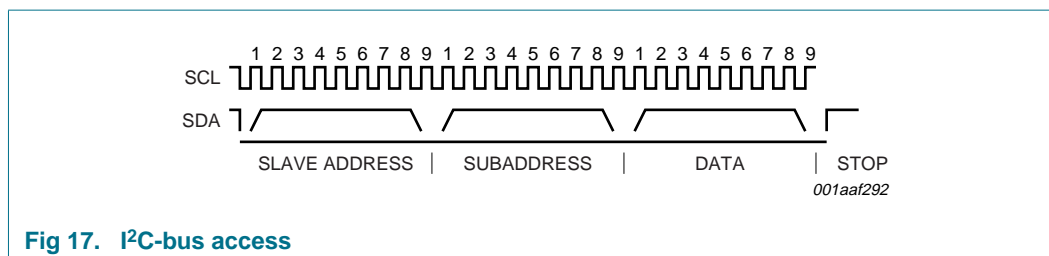 1 2 3 4 5 6 7 8 9 1 2 3 4 5 6 7 8 9 1 2 3 4 5 6 7 8 9
SCL
SDA
SLAVE ADDRESS SUBADDRESS DATA STOP
001aaf292
Fig 17. I²C-bus access